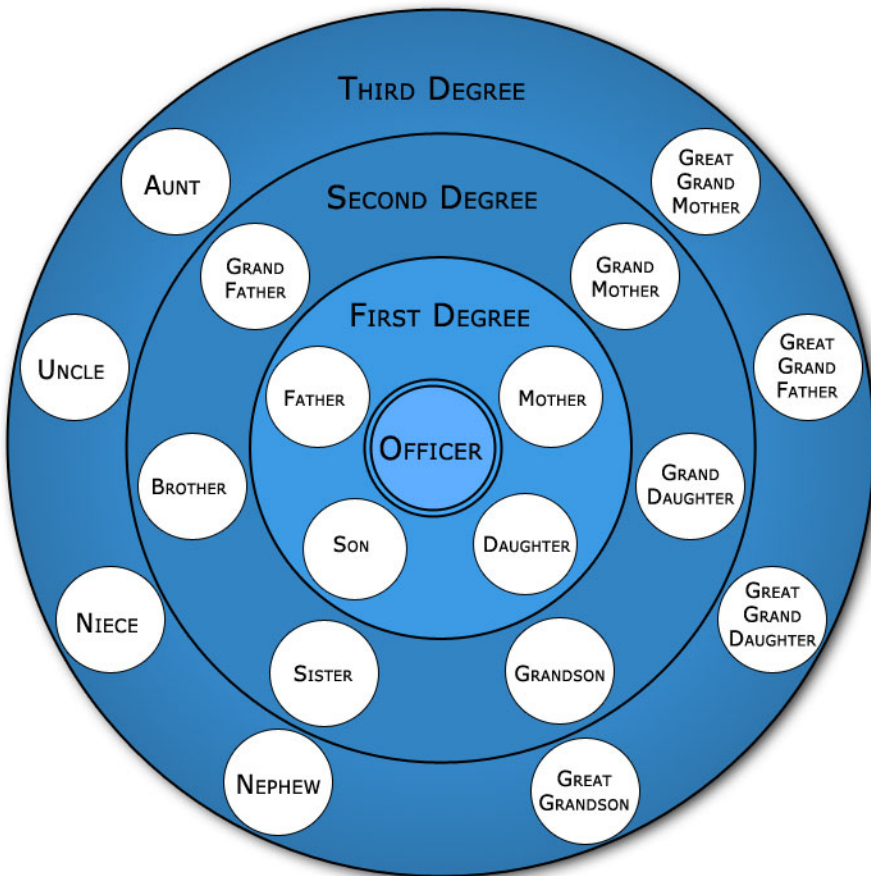 THIRD DEGREE
AUNT
GREAT
GRAND
MOTHER
SECOND DEGREE
GRAND
FATHER
GRAND
MOTHER
FIRST DEGREE
UNCLE
GREAT
GRAND
FATHER
FATHER
MOTHER
OFFICER
BROTHER
GRAND
DAUGHTER
SON
DAUGHTER
NIECE
GREAT
GRAND
DAUGHTER
SISTER
GRANDSON
NEPHEW
GREAT
GRANDSON